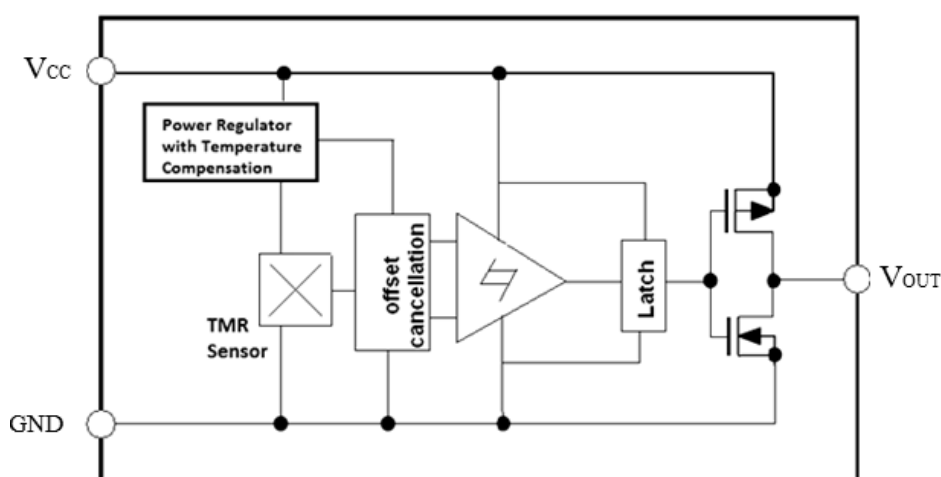 VCC
Power Regulator
with Temperature
Compensation
offset
cancellation
Latch
VOUT
TMR
Sensor
GND